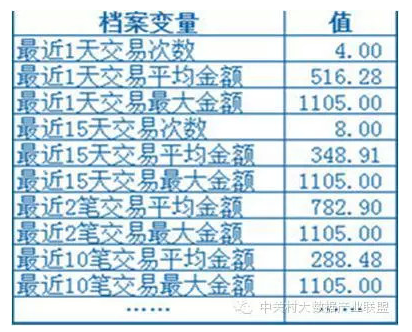 档案变量 值
最近1天交易次数 4.00
最近1天交易平均金额 516.28
最近1天交易最大金额 1105.00
最近15天交易次数 8.00
最近15天交易平均金额 348.91
最近15天交易最大金额 1105.00
最近2笔交易平均金额 782.90
最近2笔交易最大金额 1105.00
最近10笔交易平均金额 288.48
最近10笔交易最大金额 1105.00
…… ……
中关村大数据产业联盟